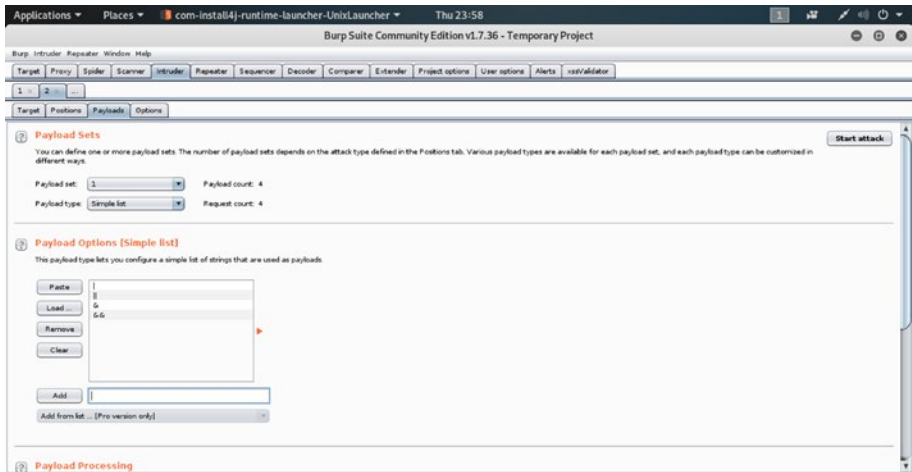 Applications Places com-install4j-runtime-launcher-UnixLauncher Thu 23:58 1
Burp Suite Community Edition v1.7.36 - Temporary Project
Burp Intruder Repeater Window Help
Target Proxy Spider Scanner Intruder Repeater Sequencer Decoder Comparer Extender Project options User options Alerts xssValidator
1 × 2 × ...
Target Positions Payloads Options
? Payload Sets Start attack
You can define one or more payload sets. The number of payload sets depends on the attack type defined in the Positions tab. Various payload types are available for each payload set, and each payload type can be customized in
different ways.
Payload set: 1 Payload count: 4
Payload type: Simple list Request count: 4
? Payload Options [Simple list]
This payload type lets you configure a simple list of strings that are used as payloads.
Paste |
||
Load ... &
&&
Remove
Clear
Add
Add from list ... [Pro version only]
? Payload Processing